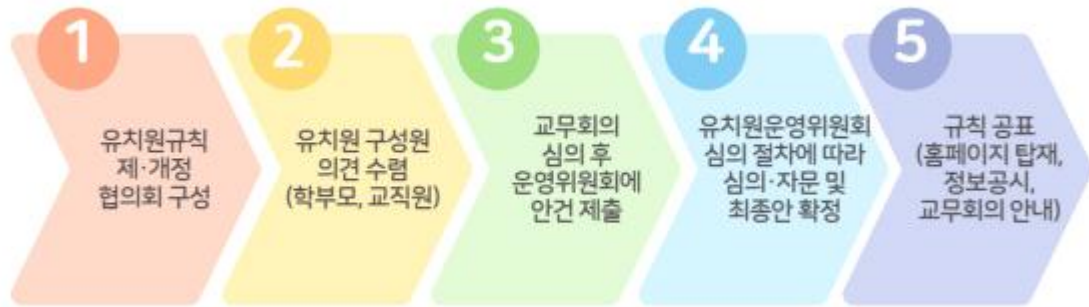 1
유치원규칙
제·개정
협의회 구성
2
유치원 구성원
의견 수렴
(학부모, 교직원)
3
교무회의
심의 후
운영위원회에
안건 제출
4
유치원운영위원회
심의 절차에 따라
심의·자문 및
최종안 확정
5
규칙 공표
(홈페이지 탑재,
정보공시,
교무회의 안내)